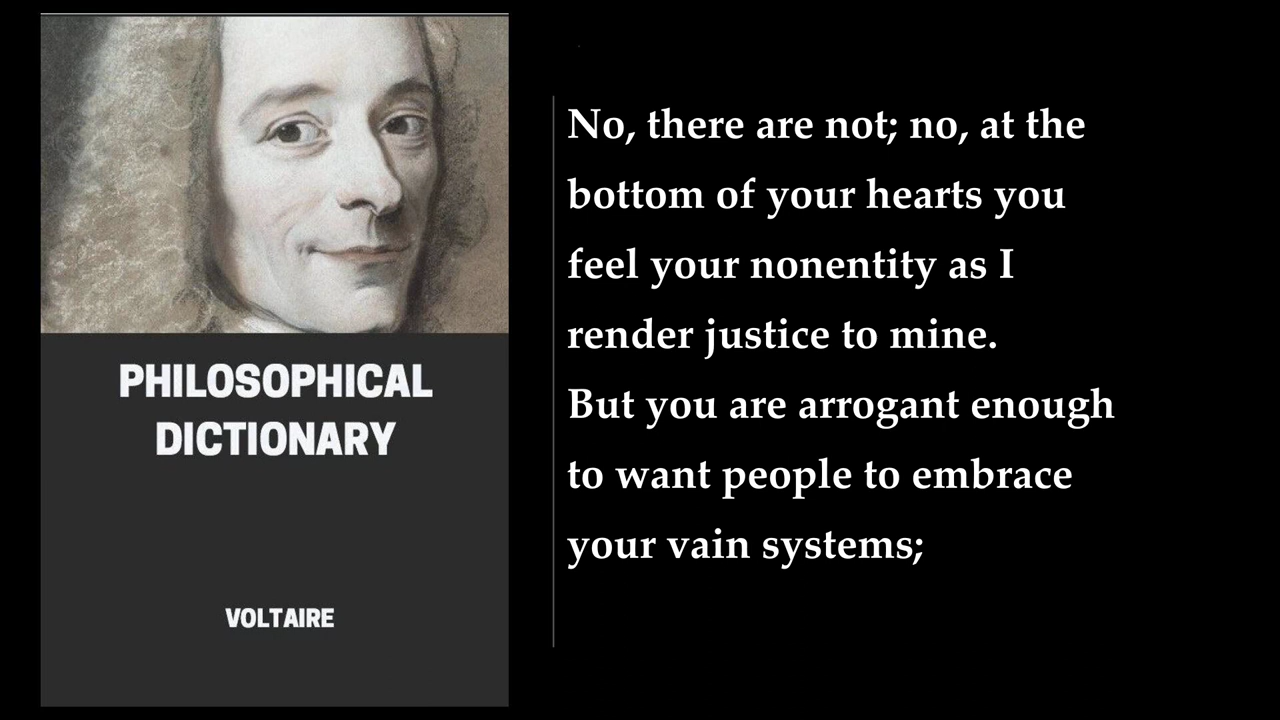 PHILOSOPHICAL
DICTIONARY
VOLTAIRE
No, there are not; no, at the
bottom of your hearts you
feel your nonentity as I
render justice to mine.
But you are arrogant enough
to want people to embrace
your vain systems;